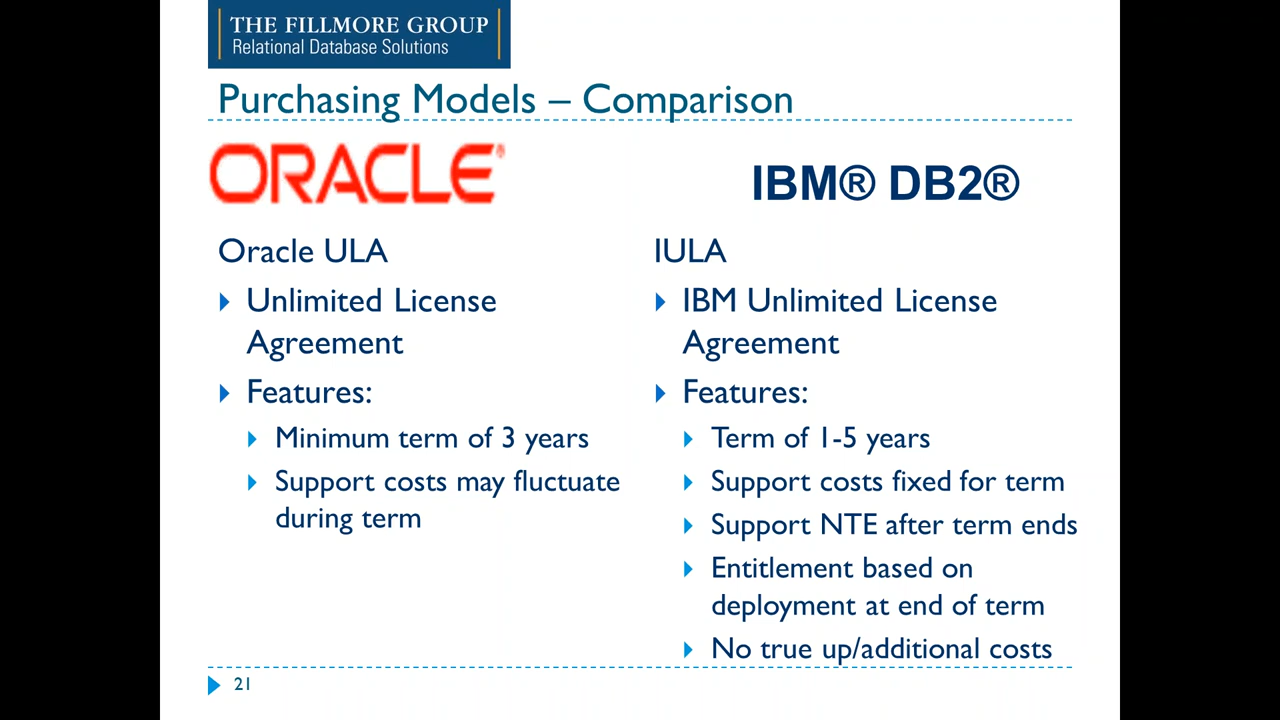 THE FILLMORE GROUP
Relational Database Solutions
Purchasing Models – Comparison
ORACLE®
Oracle ULA
Unlimited License
Agreement
Features:
Minimum term of 3 years
Support costs may fluctuate
during term
IBM® DB2®
IULA
IBM Unlimited License
Agreement
Features:
Term of 1-5 years
Support costs fixed for term
Support NTE after term ends
Entitlement based on
deployment at end of term
No true up/additional costs
21